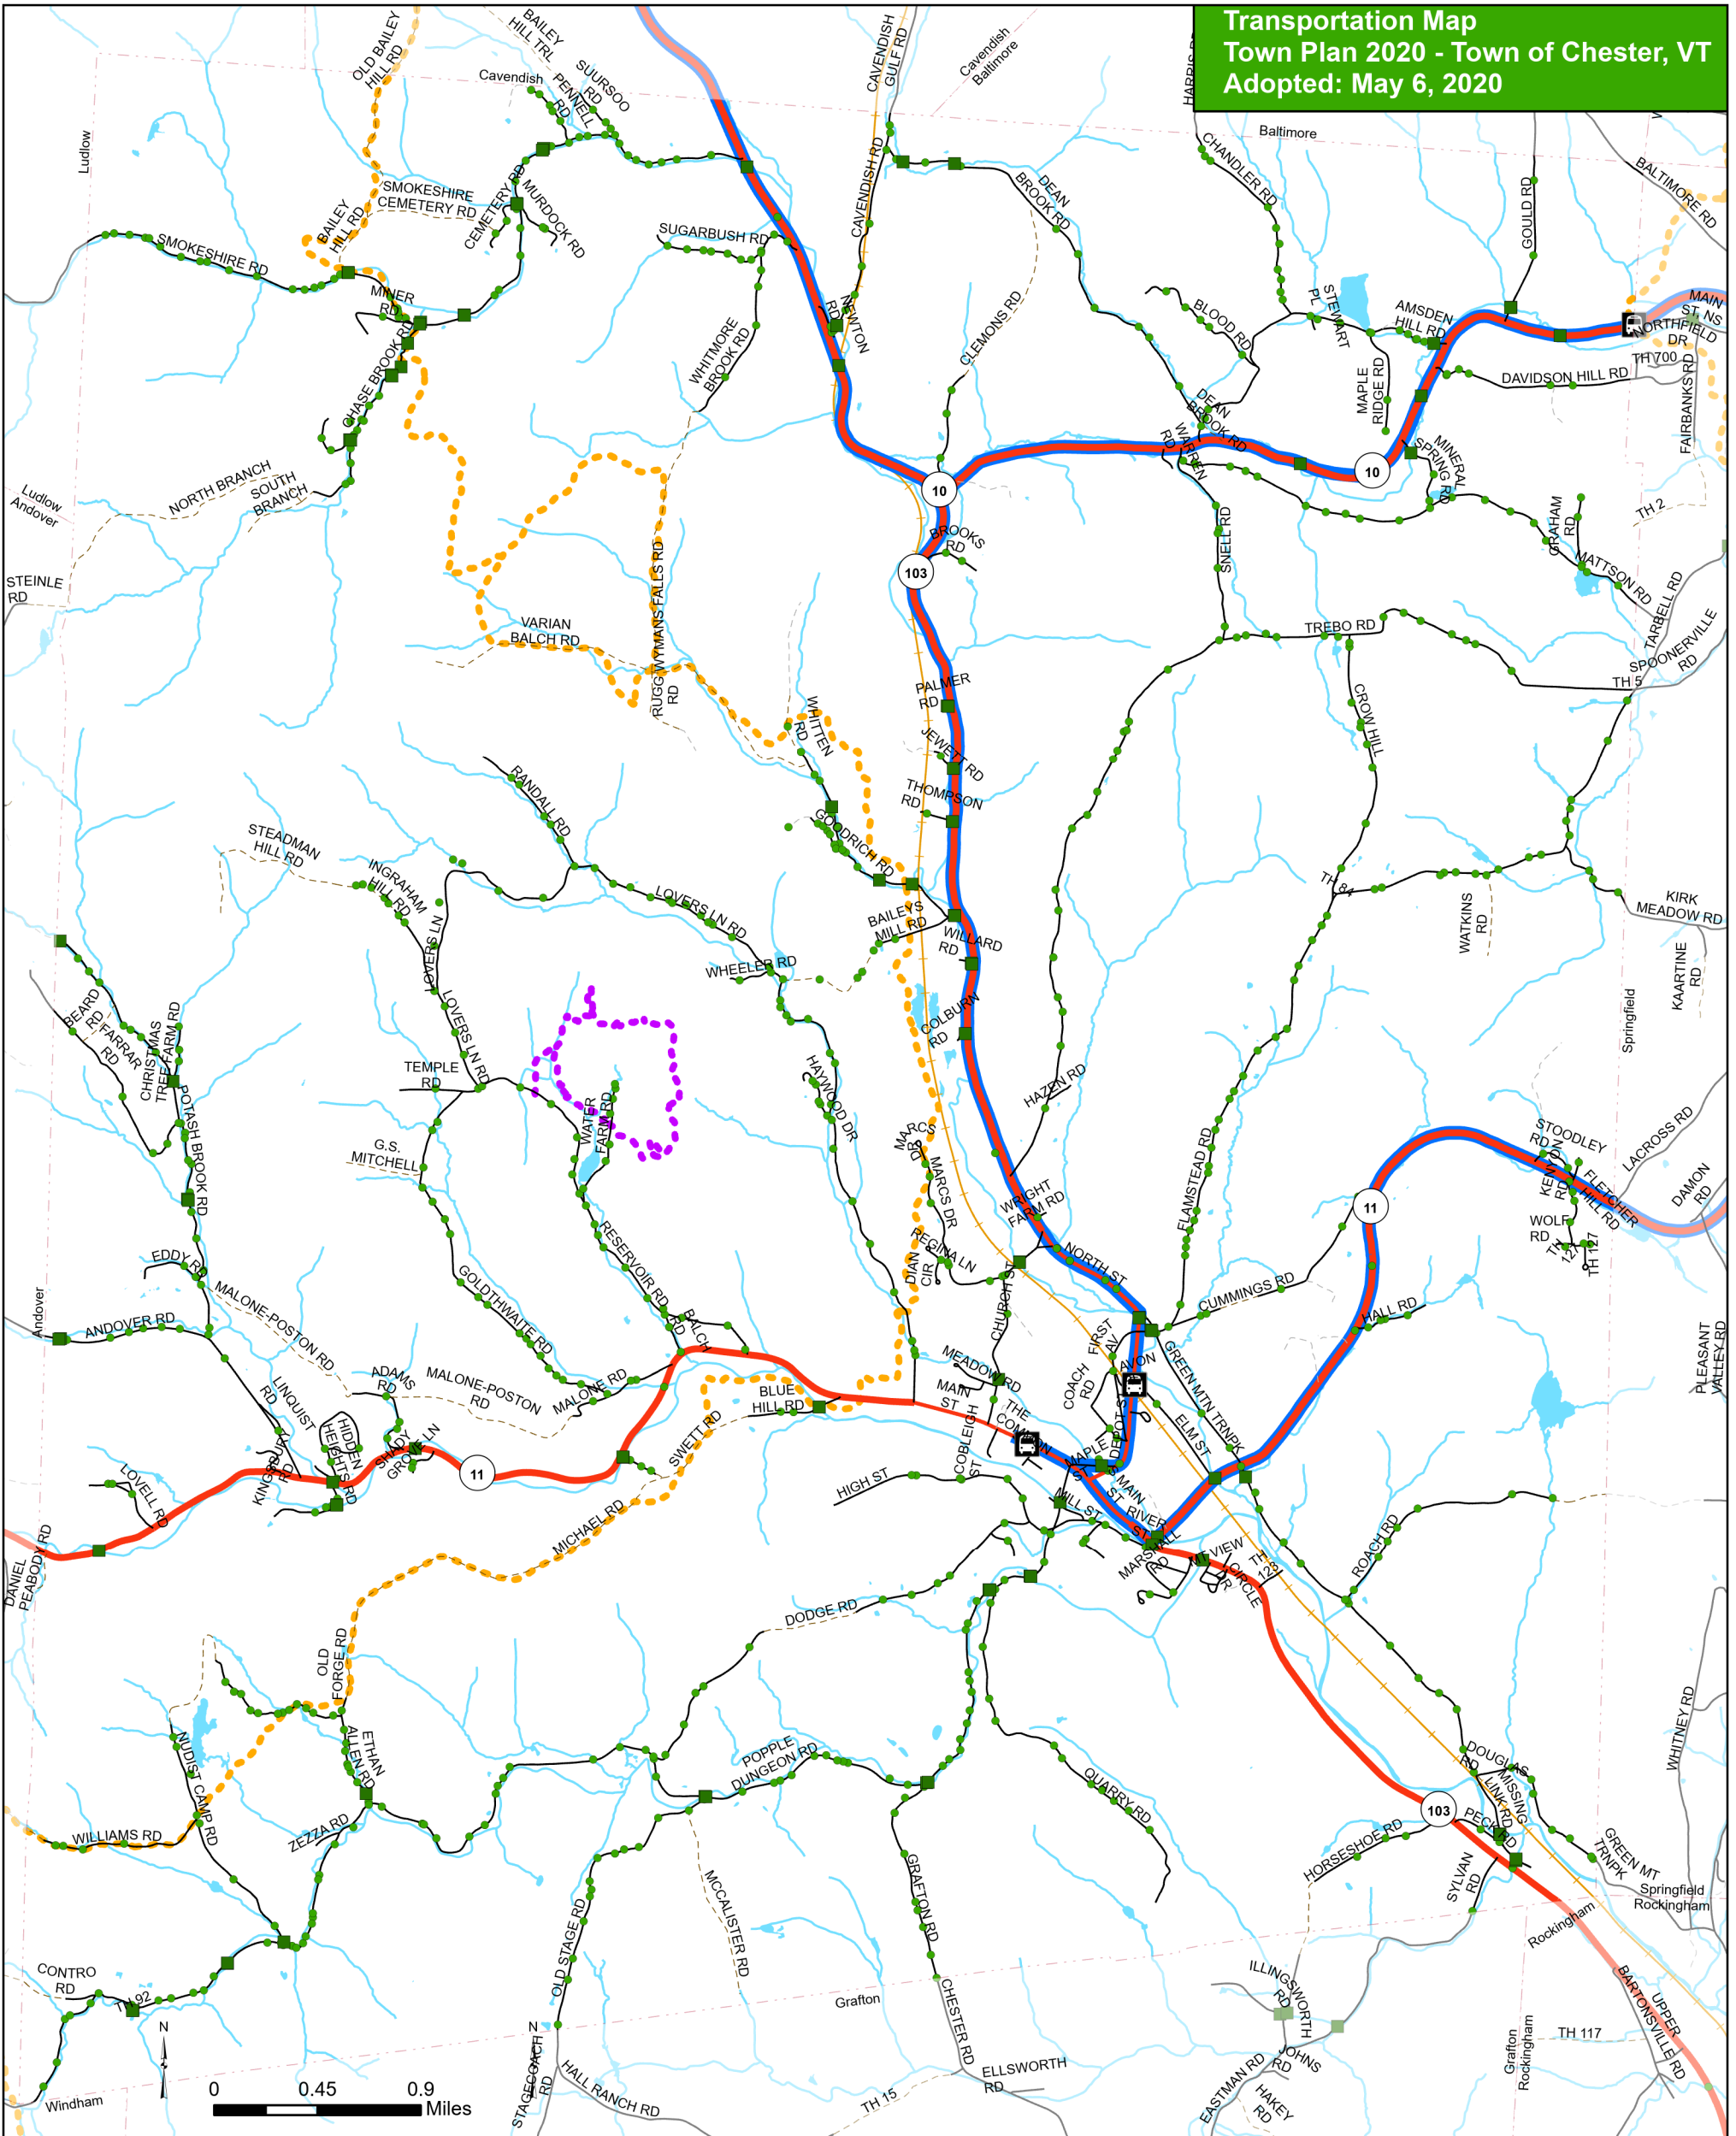 Transportation Map
Town Plan 2020 - Town of Chester, VT
Adopted: May 6, 2020
OLD BAILEY
HILL RD
BAILEY
HILL TRL
Cavendish
PENNELL
RD
SUURSOO
RD
CAVENDISH
GULF RD
Cavendish
Baltimore
Baltimore
Ludlow
CHANDLER RD
BALTIMORE RD
GOULD RD
SMOKESHIRE
CEMETERY RD
CEMETERY RD
MURDOCK RD
CAVENDISH RD
DEAN
BROOK RD
BAILEY
HILL RD
SMOKESHIRE RD
SUGARBUSH RD
MINER
RD
NEWTON
RD
CLEMONS RD
BLOOD RD
STEWART
PL
AMSDEN
HILL RD
MAIN
ST NS
NORTHFIELD
DR
TH 700
DAVIDSON HILL RD
FAIRBANKS RD
WHITMORE
BROOK RD
CHASE BROOK RD
MAPLE
RIDGE RD
DEAN
BROOK RD
WARREN
RD
MINERAL
SPRING RD
10
10
NORTH BRANCH
SOUTH
BRANCH
Ludlow
Andover
TH 2
GRAHAM
RD
BROOKS
RD
SNELL RD
103
MATTSON RD
STEINLE
RD
TARBELL RD
SPOONERVILLE
RD
VARIAN
BALCH RD
WYMANS FALLS RD
RUGG
RD
TREBO RD
TH 5
PALMER
RD
CROW HILL
WHITTEN
RD
JEWETT RD
RANDALL RD
THOMPSON
RD
GOODRICH RD
STEADMAN
HILL RD
INGRAHAM
HILL RD
LOVERS LN RD
TH 84
KIRK
MEADOW RD
BAILEYS
MILL RD
WILLARD
RD
WATKINS
RD
LOVERS LN
WHEELER RD
KAARTINE
RD
BEARD
RD
FARRAR
RD
CHRISTMAS
TREE FARM RD
LOVERS LN RD
COLBURN
RD
Springfield
TEMPLE
RD
HAYWOOD DR
HAZEN RD
POTASH BROOK RD
WATER
FARM RD
G.S.
MITCHELL
MARCS
DR
MARCS DR
FLAMSTEAD RD
STOODLEY
RD
KENYON
RD
LACROSS RD
FLETCHER
HILL RD
DAMON
RD
11
WRIGHT
FARM RD
WOLF
RD
TH
127
TH 127
EDDY RD
RESERVOIR RD
REGINA LN
NORTH ST
DIAN
CIR
GOLDTHWAITE RD
MALONE-POSTON RD
Andover
ANDOVER RD
CHURCH ST
CUMMINGS RD
HALL RD
BALCH
RD
FIRST
AV
GREEN MTN TRNPK
PLEASANT
VALLEY RD
ADAMS
RD
MALONE-POSTON
RD
MALONE RD
MEADOW RD
AVON
COACH
RD
BLUE
HILL RD
MAIN
ST
LINQUIST
RD
HIDDEN
HEIGHTS RD
SHADY
GROVE LN
SWETT RD
THE
COMMON
COBLEIGH
ST
DEPOT ST
ELM ST
MAPLE
ST
KINGSBURY
RD
LOVELL RD
11
HIGH ST
S MAIN
ST
MILL ST
RIVER
ST
MICHAEL RD
MARSHALL
RD
MT VIEW
CIR
CIRCLE
TH
123
ROACH RD
DANIEL
PEABODY RD
DODGE RD
OLD
FORGE RD
WHITNEY RD
NUDIST CAMP RD
ETHAN
ALLEN RD
POPPLE
DUNGEON RD
QUARRY RD
DOUGLAS
RD
MISSING
LINK RD
103
PECK RD
WILLIAMS RD
ZEZZA RD
HORSESHOE RD
SYLVAN
RD
GREEN MT
TRNPK
Springfield
Rockingham
MCCALISTER RD
GRAFTON RD
OLD STAGE RD
Rockingham
CONTRO
RD
TH 92
Grafton
CHESTER RD
ILLINGSWORTH
RD
UPPER
BARTONSVILLE RD
TH 117
Grafton
Rockingham
N
N
STAGECOACH
RD
HALL RANCH RD
ELLSWORTH
RD
TH 15
JOHNS
RD
EASTMAN RD
HAKEY
RD
0 0.45 0.9
Miles
Windham